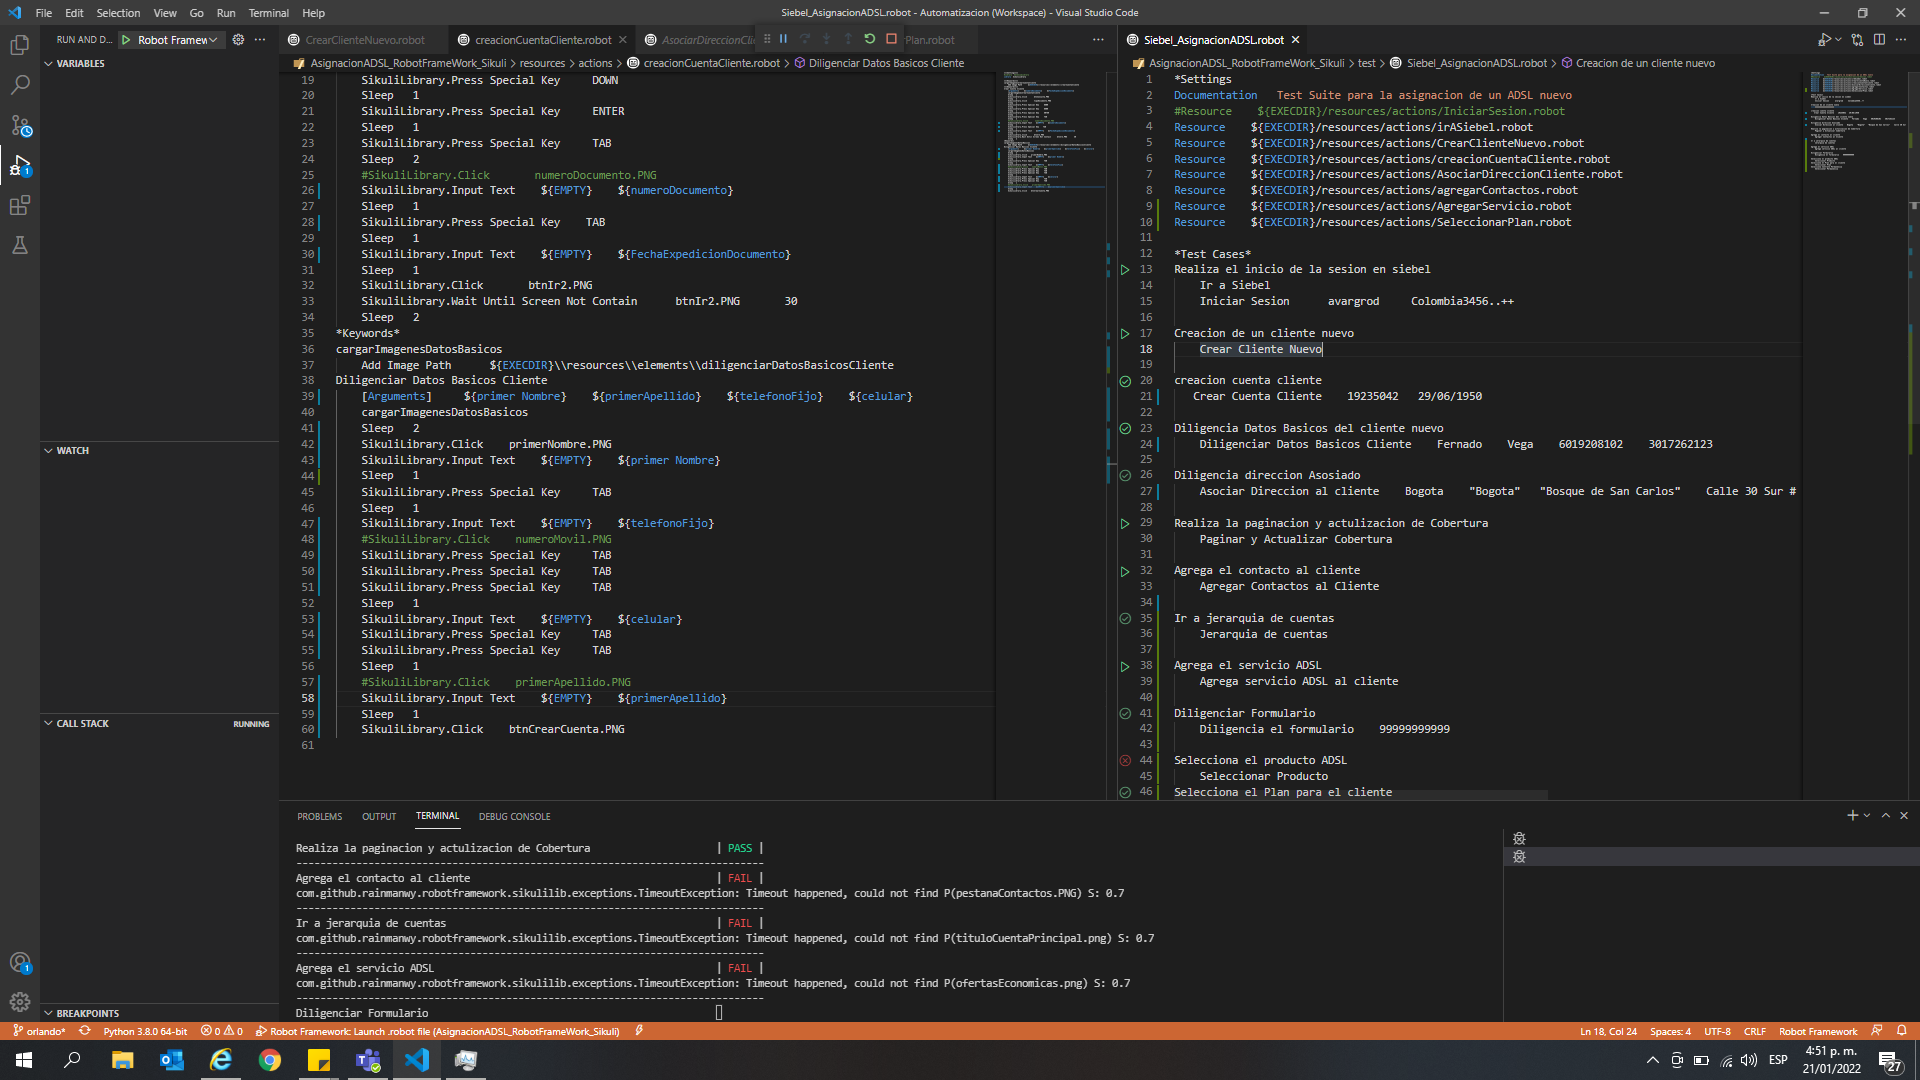 File Edit Selection View Go Run Terminal Help
Siebel_AsignacionADSL.robot - Automatizacion (Workspace) - Visual Studio Code
RUN AND D... Robot Framew
VARIABLES
WATCH
CALL STACK RUNNING
BREAKPOINTS
CrearClienteNuevo.robot creacionCuentaCliente.robot AsociarDireccionCli Plan.robot
AsignacionADSL_RobotFrameWork_Sikuli > resources > actions > creacionCuentaCliente.robot > Diligenciar Datos Basicos Cliente
19 SikuliLibrary.Press Special Key DOWN
20 Sleep 1
21 SikuliLibrary.Press Special Key ENTER
22 Sleep 1
23 SikuliLibrary.Press Special Key TAB
24 Sleep 2
25 #SikuliLibrary.Click numeroDocumento.PNG
26 SikuliLibrary.Input Text ${EMPTY} ${numeroDocumento}
27 Sleep 1
28 SikuliLibrary.Press Special Key TAB
29 Sleep 1
30 SikuliLibrary.Input Text ${EMPTY} ${FechaExpedicionDocumento}
31 Sleep 1
32 SikuliLibrary.Click btnIr2.PNG
33 SikuliLibrary.Wait Until Screen Not Contain btnIr2.PNG 30
34 Sleep 2
35 *Keywords*
36 cargarImagenesDatosBasicos
37 Add Image Path ${EXECDIR}\\resources\\elements\\diligenciarDatosBasicosCliente
38 Diligenciar Datos Basicos Cliente
39 [Arguments] ${primer Nombre} ${primerApellido} ${telefonoFijo} ${celular}
40 cargarImagenesDatosBasicos
41 Sleep 2
42 SikuliLibrary.Click primerNombre.PNG
43 SikuliLibrary.Input Text ${EMPTY} ${primer Nombre}
44 Sleep 1
45 SikuliLibrary.Press Special Key TAB
46 Sleep 1
47 SikuliLibrary.Input Text ${EMPTY} ${telefonoFijo}
48 #SikuliLibrary.Click numeroMovil.PNG
49 SikuliLibrary.Press Special Key TAB
50 SikuliLibrary.Press Special Key TAB
51 SikuliLibrary.Press Special Key TAB
52 Sleep 1
53 SikuliLibrary.Input Text ${EMPTY} ${celular}
54 SikuliLibrary.Press Special Key TAB
55 SikuliLibrary.Press Special Key TAB
56 Sleep 1
57 #SikuliLibrary.Click primerApellido.PNG
58 SikuliLibrary.Input Text ${EMPTY} ${primerApellido}
59 Sleep 1
60 SikuliLibrary.Click btnCrearCuenta.PNG
61
Siebel_AsignacionADSL.robot
AsignacionADSL_RobotFrameWork_Sikuli > test > Siebel_AsignacionADSL.robot > Creacion de un cliente nuevo
1 *Settings
2 Documentation Test Suite para la asignacion de un ADSL nuevo
3 #Resource ${EXECDIR}/resources/actions/IniciarSesion.robot
4 Resource ${EXECDIR}/resources/actions/irASiebel.robot
5 Resource ${EXECDIR}/resources/actions/CrearClienteNuevo.robot
6 Resource ${EXECDIR}/resources/actions/creacionCuentaCliente.robot
7 Resource ${EXECDIR}/resources/actions/AsociarDireccionCliente.robot
8 Resource ${EXECDIR}/resources/actions/agregarContactos.robot
9 Resource ${EXECDIR}/resources/actions/AgregarServicio.robot
10 Resource ${EXECDIR}/resources/actions/SeleccionarPlan.robot
11
12 *Test Cases*
13 Realiza el inicio de la sesion en siebel
14 Ir a Siebel
15 Iniciar Sesion avargrod Colombia3456..++
16
17 Creacion de un cliente nuevo
18 Crear Cliente Nuevo
19
20 creacion cuenta cliente
21 Crear Cuenta Cliente 19235042 29/06/1950
22
23 Diligencia Datos Basicos del cliente nuevo
24 Diligenciar Datos Basicos Cliente Fernado Vega 6019208102 3017262123
25
26 Diligencia direccion Asosiado
27 Asociar Direccion al cliente Bogota "Bogota" "Bosque de San Carlos" Calle 30 Sur #
28
29 Realiza la paginacion y actulizacion de Cobertura
30 Paginar y Actualizar Cobertura
31
32 Agrega el contacto al cliente
33 Agregar Contactos al Cliente
34
35 Ir a jerarquia de cuentas
36 Jerarquia de cuentas
37
38 Agrega el servicio ADSL
39 Agrega servicio ADSL al cliente
40
41 Diligenciar Formulario
42 Diligencia el formulario 99999999999
43
44 Selecciona el producto ADSL
45 Seleccionar Producto
46 Selecciona el Plan para el cliente
PROBLEMS OUTPUT TERMINAL DEBUG CONSOLE
Realiza la paginacion y actulizacion de Cobertura | PASS |
------------------------------------------------------------------------------
Agrega el contacto al cliente | FAIL |
com.github.rainmanwy.robotframework.sikulilib.exceptions.TimeoutException: Timeout happened, could not find P(pestanaContactos.PNG) S: 0.7
------------------------------------------------------------------------------
Ir a jerarquia de cuentas | FAIL |
com.github.rainmanwy.robotframework.sikulilib.exceptions.TimeoutException: Timeout happened, could not find P(tituloCuentaPrincipal.png) S: 0.7
------------------------------------------------------------------------------
Agrega el servicio ADSL | FAIL |
com.github.rainmanwy.robotframework.sikulilib.exceptions.TimeoutException: Timeout happened, could not find P(ofertasEconomicas.png) S: 0.7
------------------------------------------------------------------------------
Diligenciar Formulario
orlando* Python 3.8.0 64-bit 0 0 Robot Framework: Launch .robot file (AsignacionADSL_RobotFrameWork_Sikuli) Ln 18, Col 24 Spaces: 4 UTF-8 CRLF Robot Framework
ESP 4:51 p. m.
21/01/2022
27